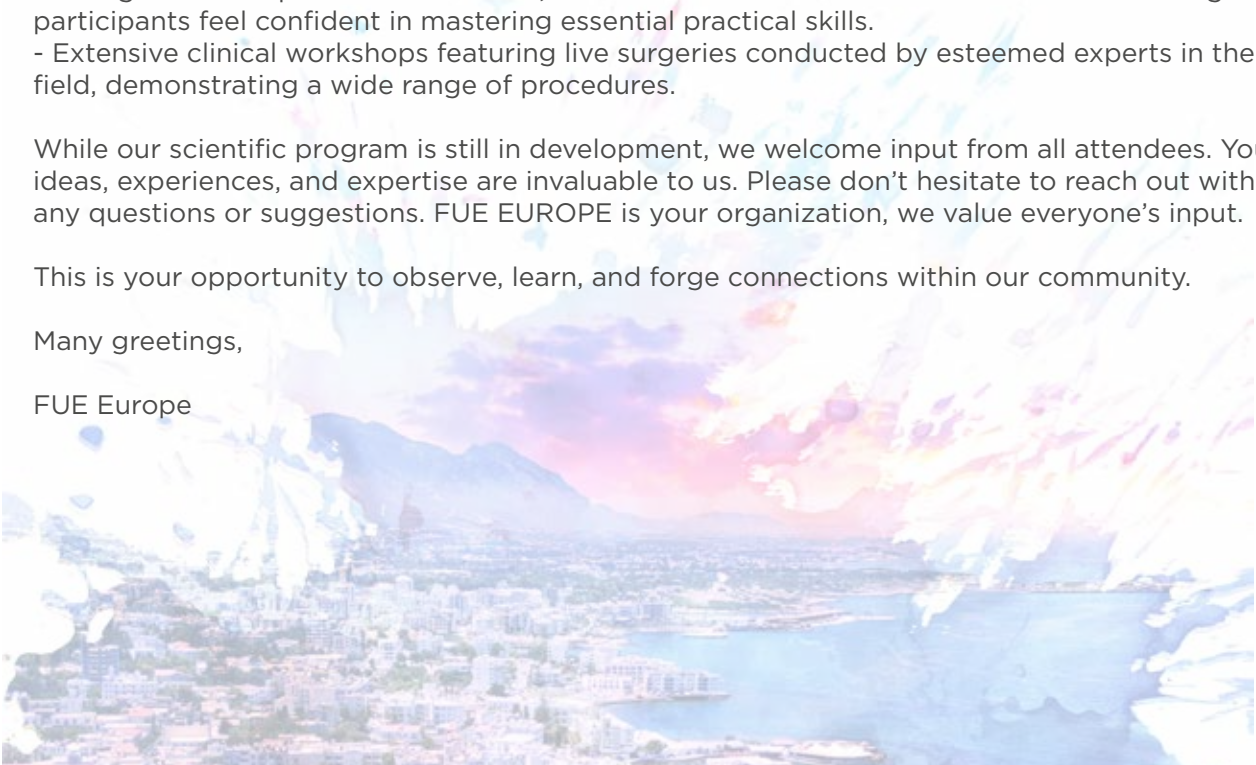 participants feel confident in mastering essential practical skills.
- Extensive clinical workshops featuring live surgeries conducted by esteemed experts in the
field, demonstrating a wide range of procedures.
While our scientific program is still in development, we welcome input from all attendees.
ideas, experiences, and expertise are invaluable to us. Please don’t hesitate to reach out with
any questions or suggestions. FUE EUROPE is your organization, we value everyone’s input.
This is your opportunity to observe, learn, and forge connections within our community.
Many greetings,
FUE Europe